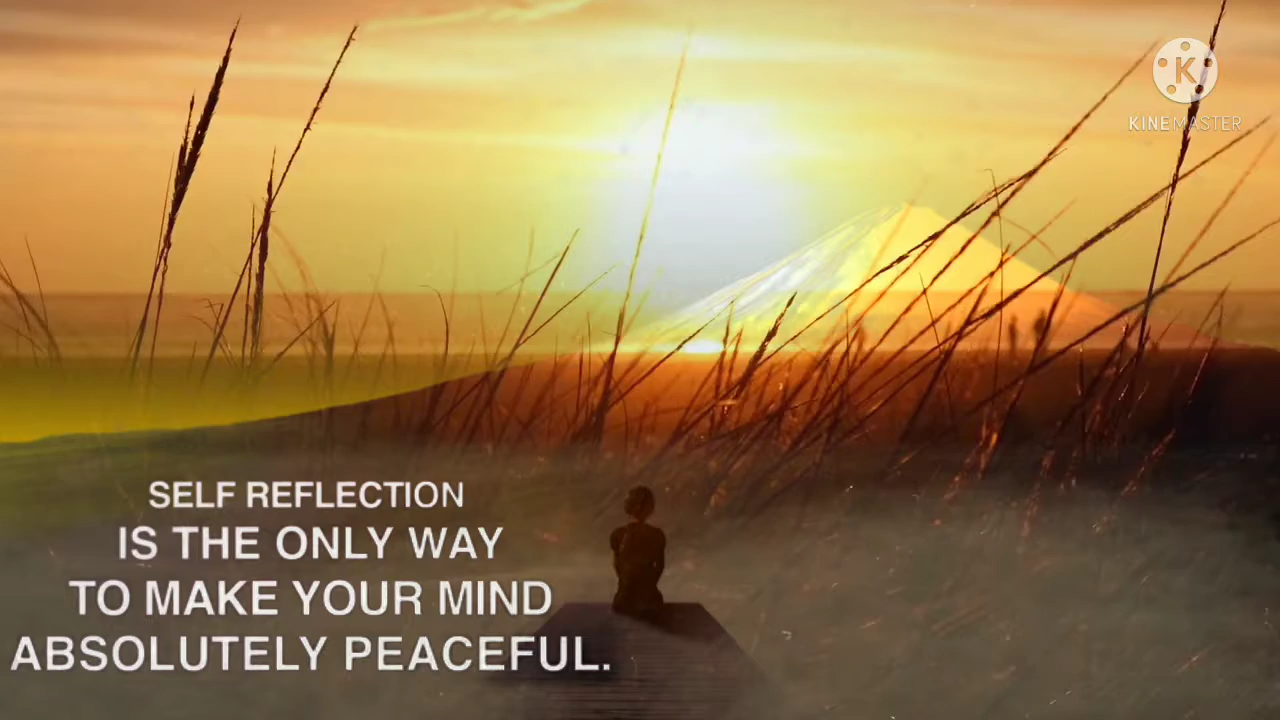 K
KINEMASTER
SELF REFLECTION
IS THE ONLY WAY
TO MAKE YOUR MIND
ABSOLUTELY PEACEFUL.